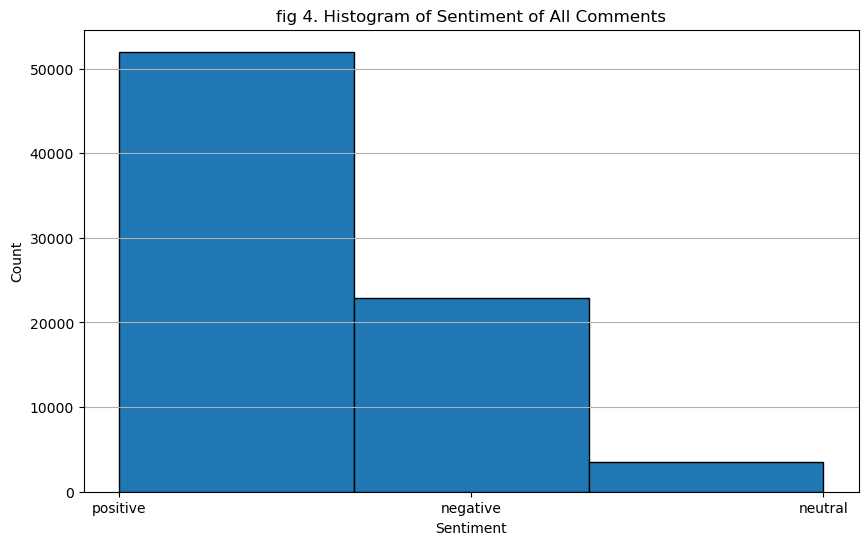 fig 4. Histogram of Sentiment of All Comments
50000
40000
30000
20000
10000
0
Count
positive negative neutral
Sentiment